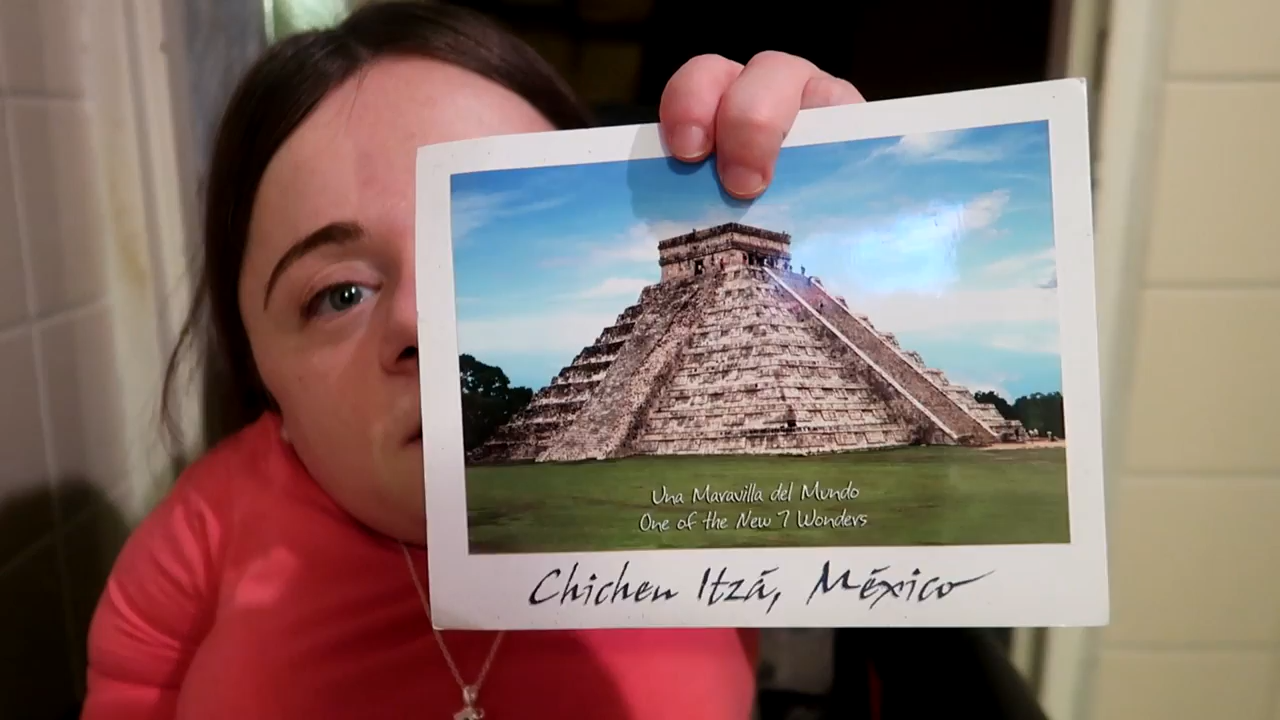 Una Maravilla del Mundo
One of the New 7 Wonders
Chichen Itzá, México